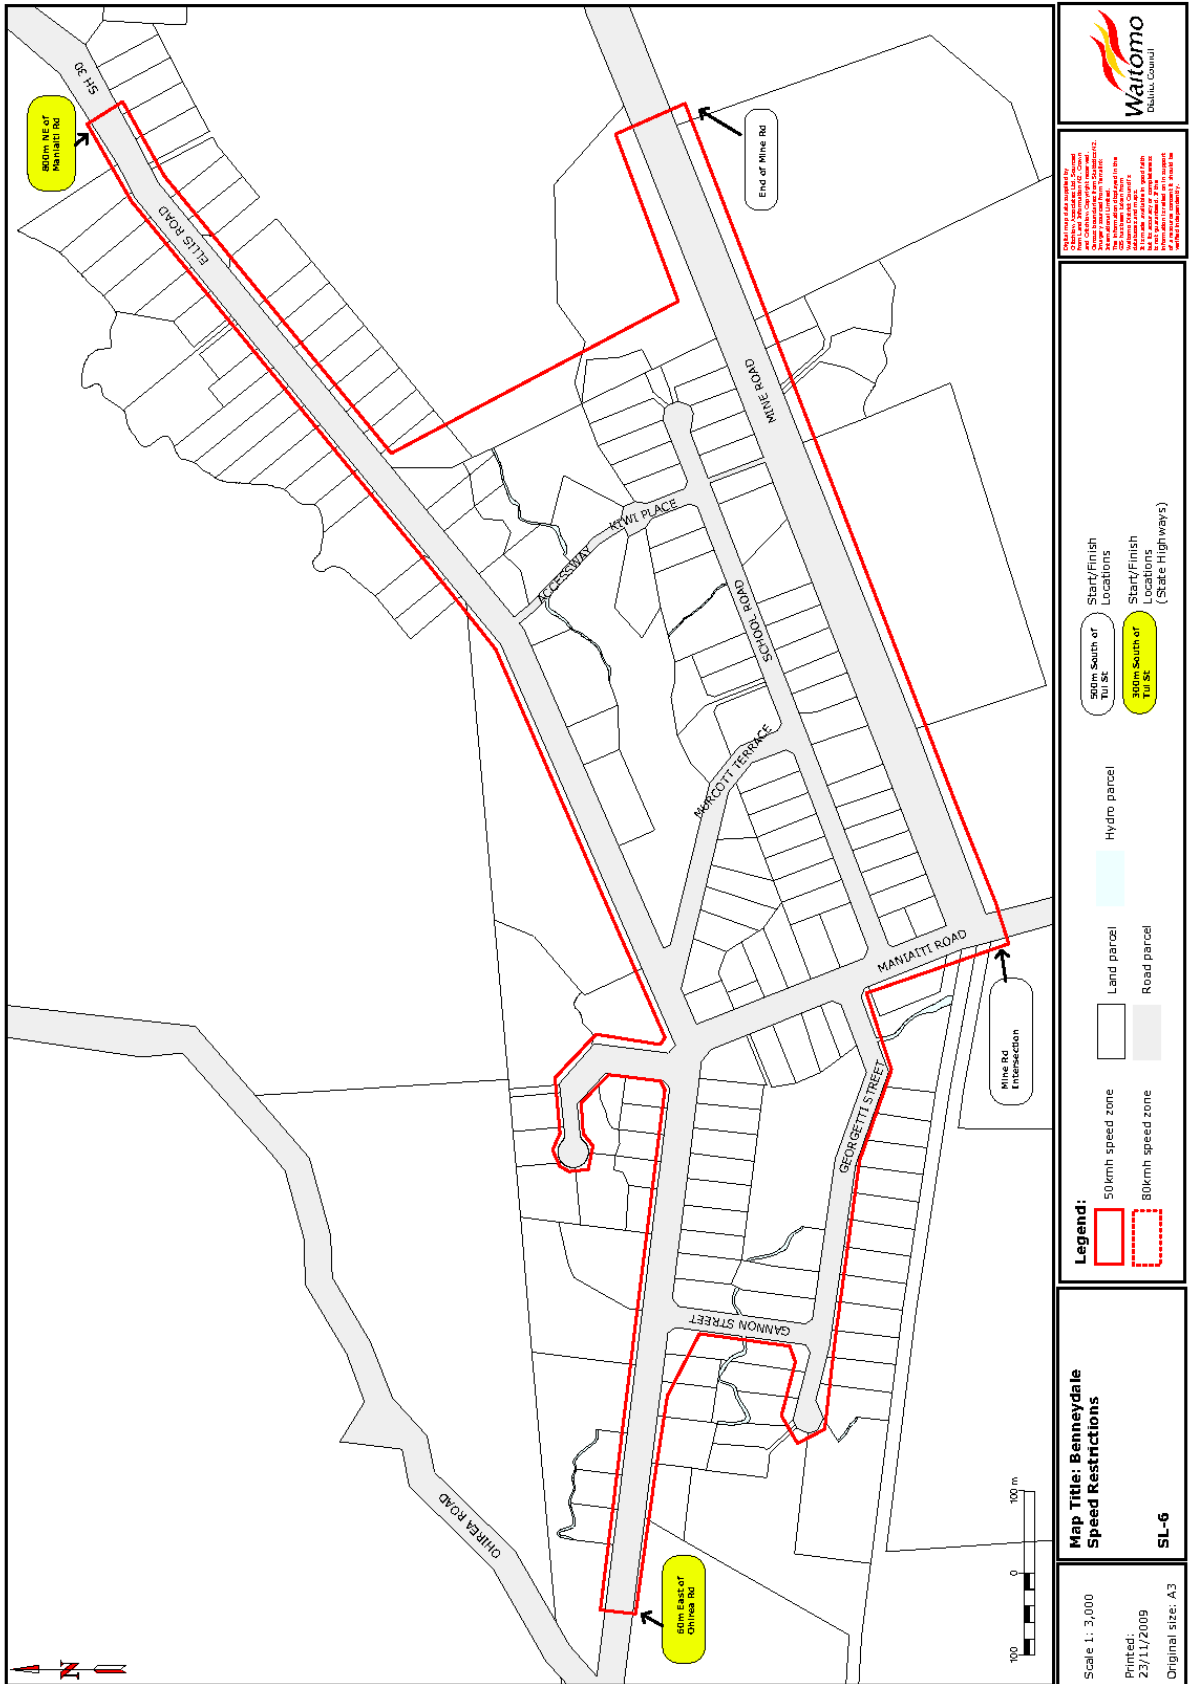 SH 30
800m NE of
Maniaiti Rd
ELLIS ROAD
End of Mine Rd
MINE ROAD
KIWI PLACE
ACCESSWAY
SCHOOL ROAD
MURCOTT TERRACE
MANIAITI ROAD
Mine Rd
Intersection
GEORGETTI STREET
GANNON STREET
OHIREA ROAD
60m East of
Ohirea Rd
N
100
0
100 m
Scale 1: 3,000
Printed:
23/11/2009
Original size: A3
Map Title: Benneydale
Speed Restrictions
SL-6
Legend:
50kmh speed zone
80kmh speed zone
Land parcel
Road parcel
Hydro parcel
500m South of
Tui St
Start/Finish
Locations
300m South of
Tui St
Start/Finish
Locations
(State Highways)
Waitomo
District Council